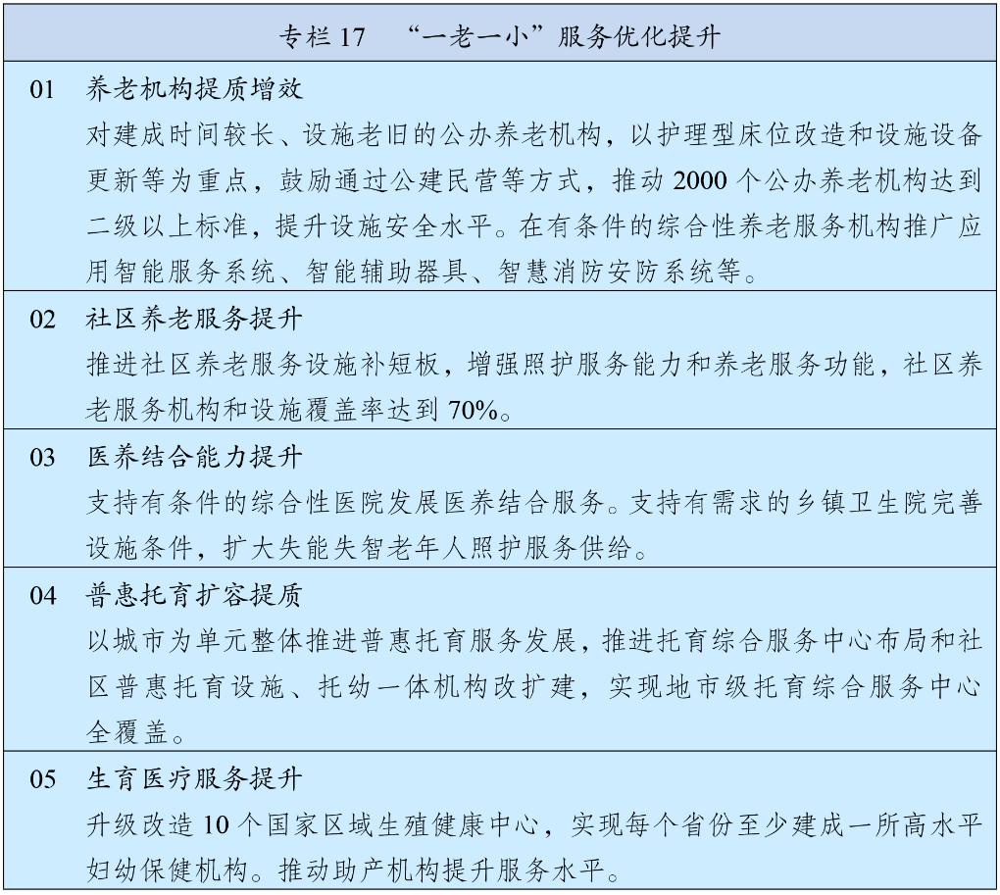 专栏 17 “一老一小”服务优化提升
01 养老机构提质增效
对建成时间较长、设施老旧的公办养老机构，以护理型床位改造和设施设备
更新等为重点，鼓励通过公建民营等方式，推动 2000 个公办养老机构达到
二级以上标准，提升设施安全水平。在有条件的综合性养老服务机构推广应
用智能服务系统、智能辅助器具、智慧消防安防系统等。
02 社区养老服务提升
推进社区养老服务设施补短板，增强照护服务能力和养老服务功能，社区养
老服务机构和设施覆盖率达到 70%。
03 医养结合能力提升
支持有条件的综合性医院发展医养结合服务。支持有需求的乡镇卫生院完善
设施条件，扩大失能失智老年人照护服务供给。
04 普惠托育扩容提质
以城市为单元整体推进普惠托育服务发展，推进托育综合服务中心布局和社
区普惠托育设施、托幼一体机构改扩建，实现地市级托育综合服务中心
全覆盖。
05 生育医疗服务提升
升级改造 10 个国家区域生殖健康中心，实现每个省份至少建成一所高水平
妇幼保健机构。推动助产机构提升服务水平。